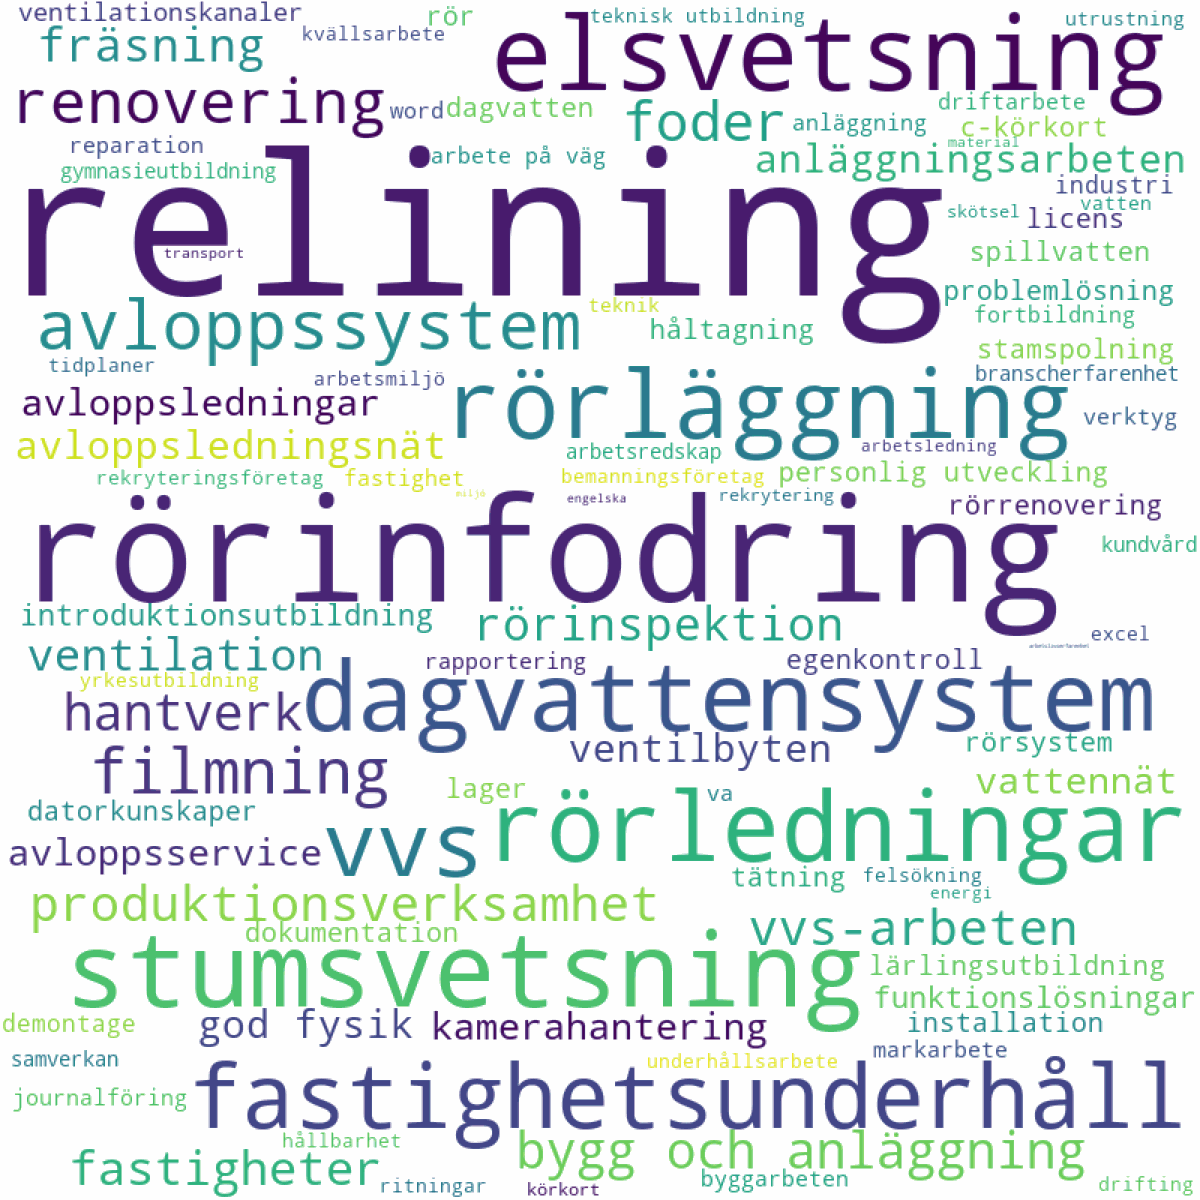 ventilationskanaler
rör
teknisk utbildning
utrustning
fräsning
kvällsarbete
elsvetsning
renovering
word
dagvatten
foder
driftarbete
anläggning
c-körkort
material
reparation
arbete på väg
anläggningsarbeten
gymnasieutbildning
industri
relining
skötsel
vatten
licens
transport
spillvatten
avloppssystem
teknik
problemlösning
håltagning
fortbildning
tidplaner
stamspolning
arbetsmiljö
rörläggning
branscherfarenhet
avloppsledningar
verktyg
avloppsledningsnät
arbetsredskap
arbetsledning
rekryteringsföretag
fastighet
bemanningsföretag
personlig utveckling
miljö
engelska
rekrytering
rörinfodring
rörrenovering
kundvård
introduktionsutbildning
rörinspektion
excel
arbetslivserfarenhet
ventilation
rapportering
egenkontroll
yrkesutbildning
hantverk
dagvattensystem
ventilbyten
rörsystem
filmning
lager
va
vattennät
datorkunskaper
vvs
rörledningar
avloppsservice
tätning
felsökning
energi
produktionsverksamhet
dokumentation
vvs-arbeten
stumsvetsning
lärlingsutbildning
funktionslösningar
demontage
god fysik
kamerahantering
installation
samverkan
underhållsarbete
markarbete
journalföring
fastighetsunderhåll
hållbarhet
bygg och anläggning
fastigheter
ritningar
körkort
byggarbeten
drifting